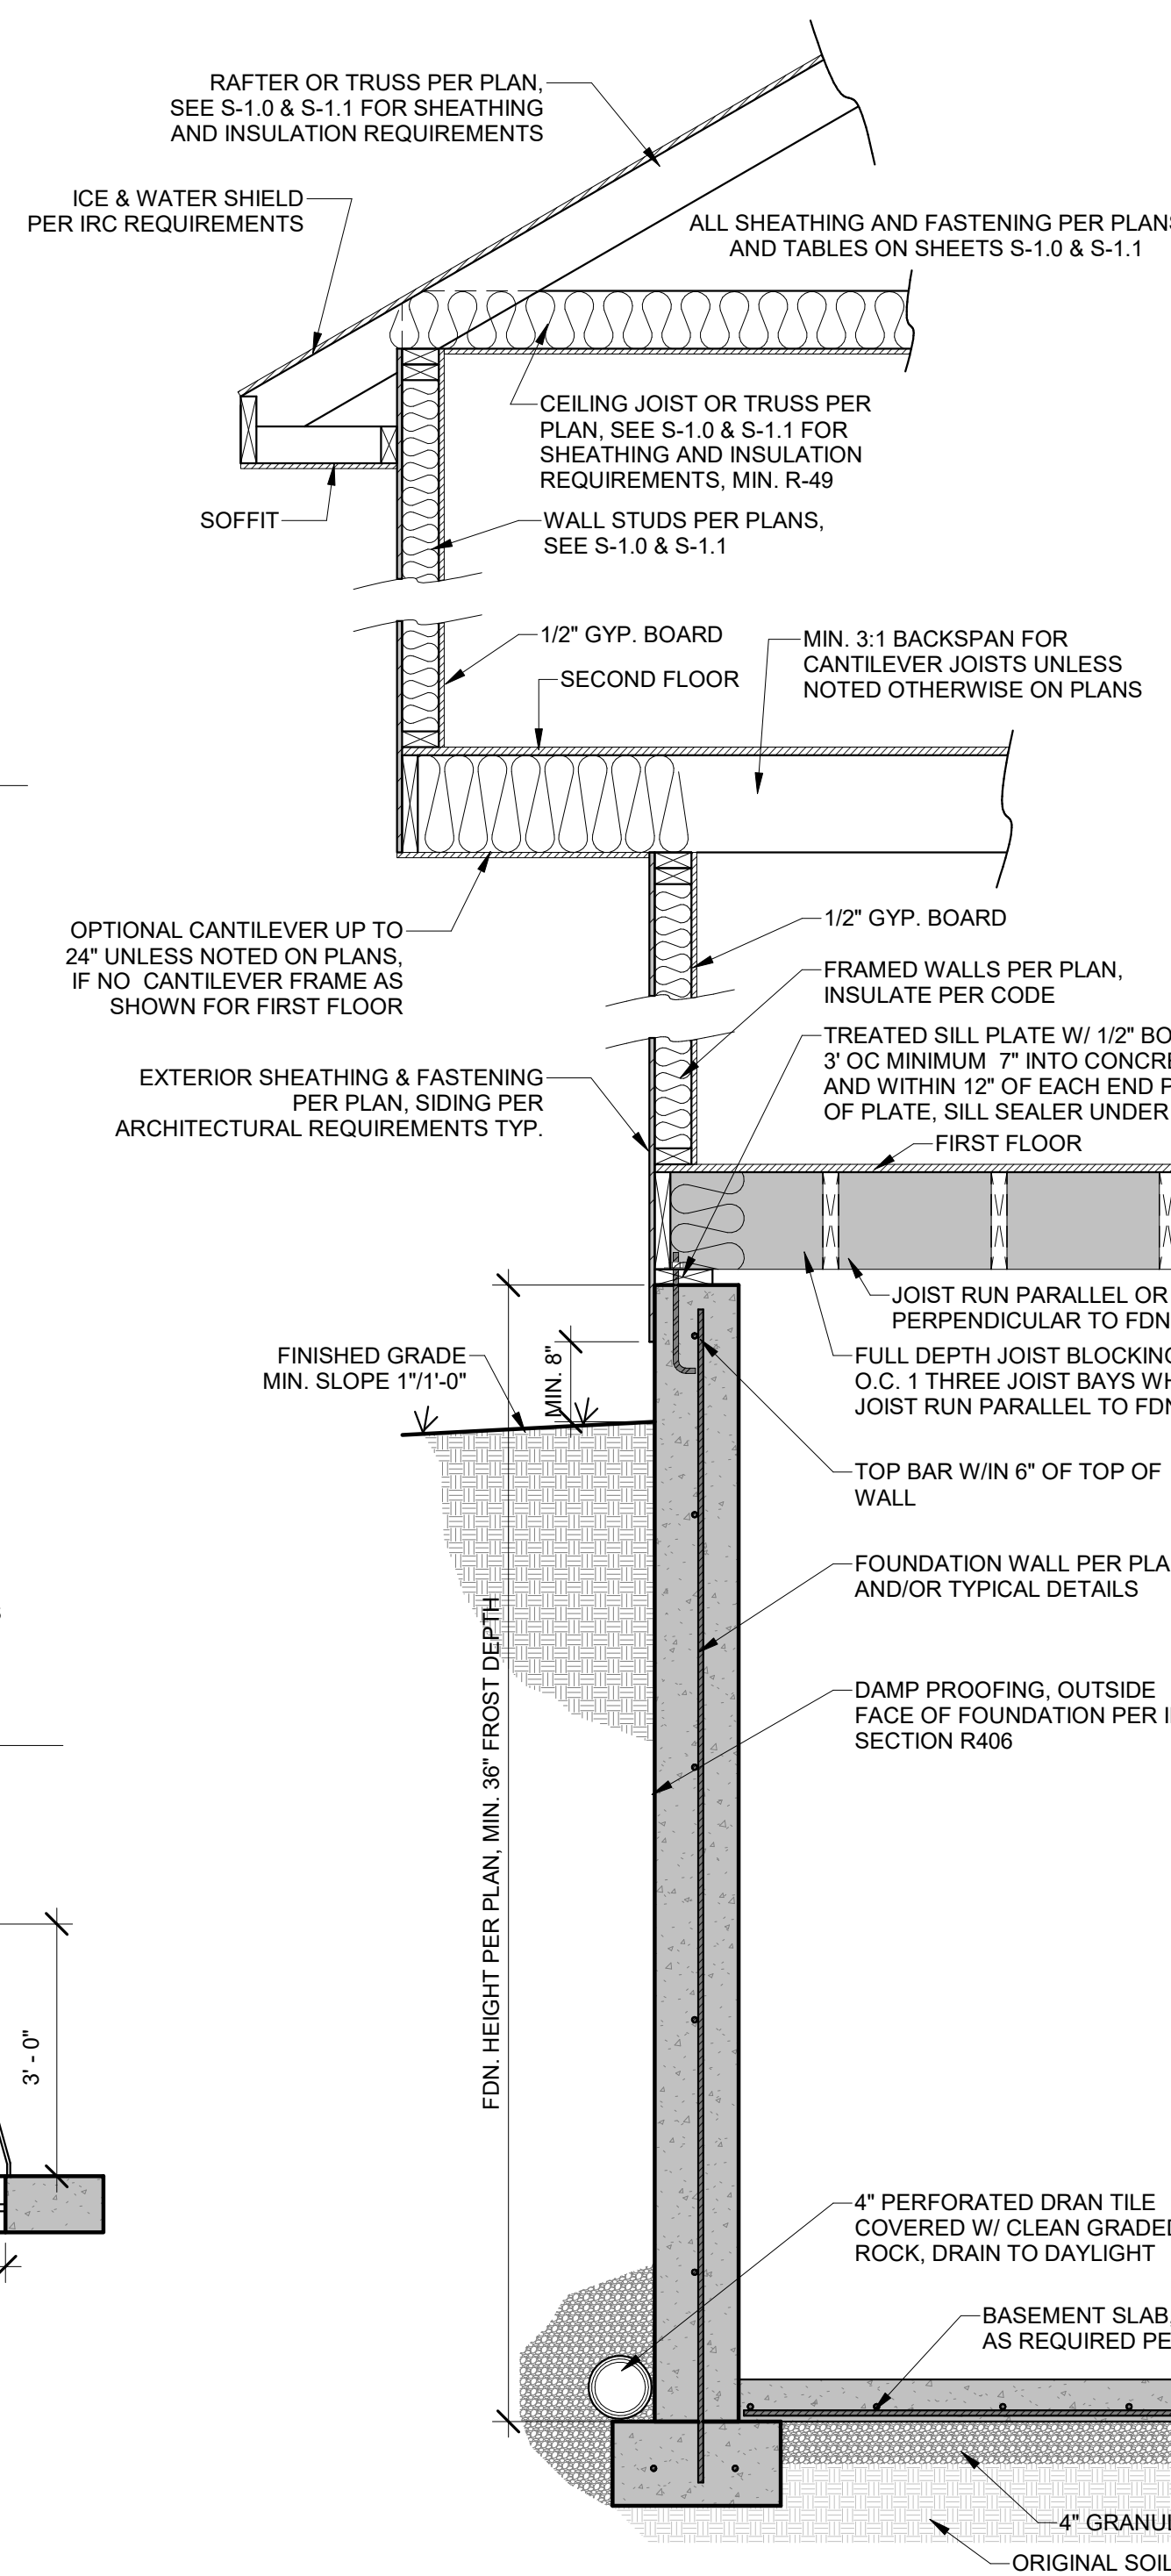 RAFTER OR TRUSS PER PLAN,
SEE S-1.0 & S-1.1 FOR SHEATHING
AND INSULATION REQUIREMENTS
ICE & WATER SHIELD
PER IRC REQUIREMENTS
ALL SHEATHING AND FASTENING PER PLANS
AND TABLES ON SHEETS S-1.0 & S-1.1
CEILING JOIST OR TRUSS PER
PLAN, SEE S-1.0 & S-1.1 FOR
SHEATHING AND INSULATION
REQUIREMENTS, MIN. R-49
SOFFIT
WALL STUDS PER PLANS,
SEE S-1.0 & S-1.1
1/2" GYP. BOARD
SECOND FLOOR
MIN. 3:1 BACKSPAN FOR
CANTILEVER JOISTS UNLESS
NOTED OTHERWISE ON PLANS
OPTIONAL CANTILEVER UP TO
24" UNLESS NOTED ON PLANS,
IF NO CANTILEVER FRAME AS
SHOWN FOR FIRST FLOOR
1/2" GYP. BOARD
FRAMED WALLS PER PLAN,
INSULATE PER CODE
TREATED SILL PLATE W/ 1/2"
3' OC MINIMUM 7" INTO
AND WITHIN 12" OF EACH END
OF PLATE, SILL SEALER UNDER
EXTERIOR SHEATHING & FASTENING
PER PLAN, SIDING PER
ARCHITECTURAL REQUIREMENTS TYP.
FIRST FLOOR
JOIST RUN PARALLEL OR
PERPENDICULAR TO FDN
FINISHED GRADE
MIN. SLOPE 1"/1'-0"
MIN. 8"
FULL DEPTH JOIST BLOCKING
O.C. 1 THREE JOIST BAYS
JOIST RUN PARALLEL TO FDN
TOP BAR W/IN 6" OF TOP OF
WALL
FOUNDATION WALL PER
AND/OR TYPICAL DETAILS
FDN. HEIGHT PER PLAN, MIN. 36" FROST DEPTH
DAMP PROOFING, OUTSIDE
FACE OF FOUNDATION PER
SECTION R406
3' - 0"
4" PERFORATED DRAN TILE
COVERED W/ CLEAN GRADED
ROCK, DRAIN TO DAYLIGHT
BASEMENT SLAB,
AS REQUIRED
4"
ORIGINAL SOIL